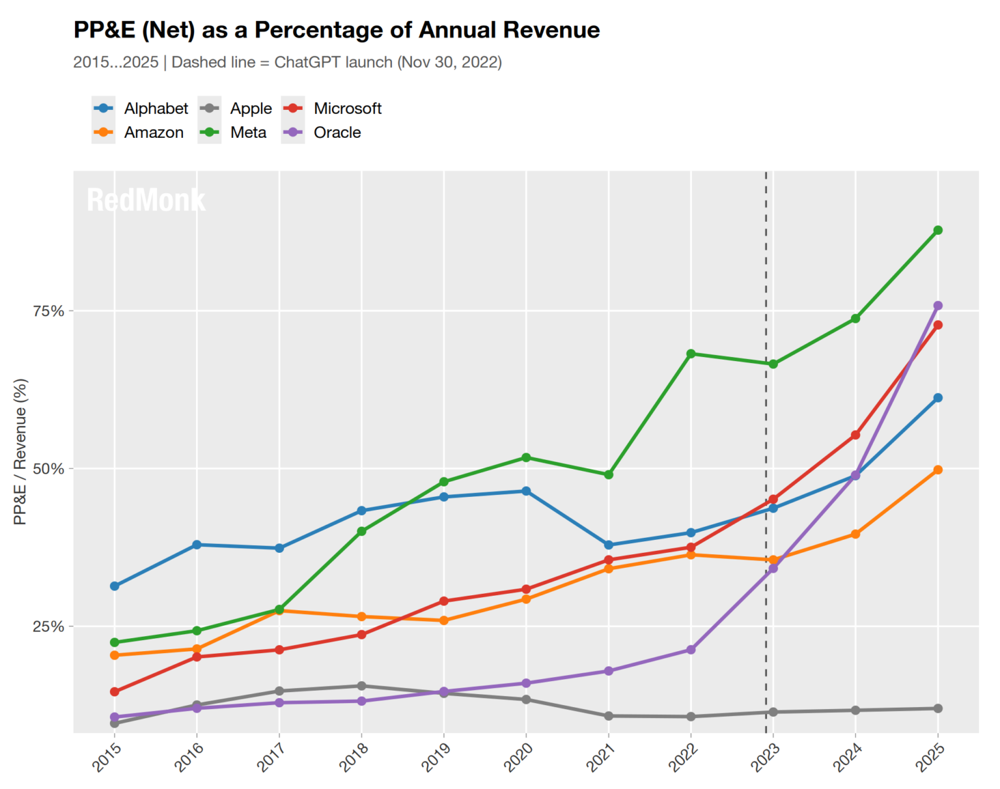 PP&E (Net) as a Percentage of Annual Revenue
2015...2025 | Dashed line = ChatGPT launch (Nov 30, 2022)
Alphabet Apple Microsoft
Amazon Meta Oracle
RedMonk
75%
50%
25%
PP&E / Revenue (%)
2015 2016 2017 2018 2019 2020 2021 2022 2023 2024 2025